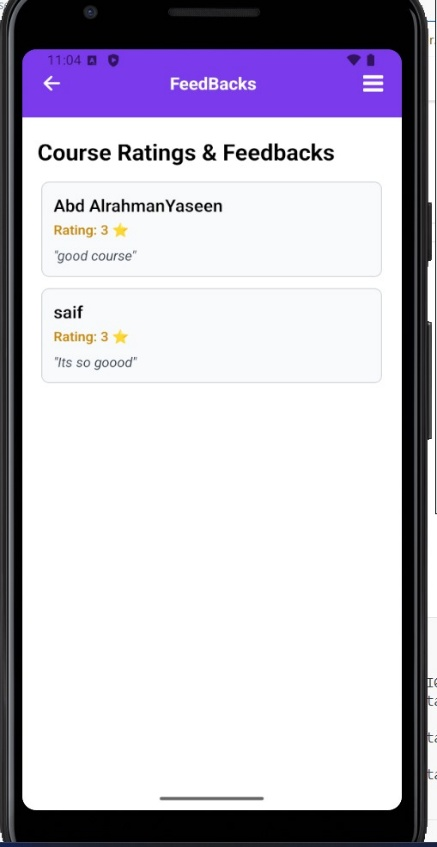 11:04
FeedBacks
Course Ratings & Feedbacks
Abd AlrahmanYaseen
Rating: 3 ⭐
"good course"
saif
Rating: 3 ⭐
"Its so goood"